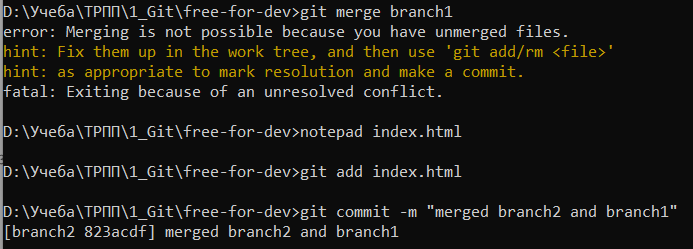 D:\Учеба\ТРПП\1_Git\free-for-dev>git merge branch1
error: Merging is not possible because you have unmerged files.
hint: Fix them up in the work tree, and then use 'git add/rm <file>'
hint: as appropriate to mark resolution and make a commit.
fatal: Exiting because of an unresolved conflict.
D:\Учеба\ТРПП\1_Git\free-for-dev>notepad index.html
D:\Учеба\ТРПП\1_Git\free-for-dev>git add index.html
D:\Учеба\ТРПП\1_Git\free-for-dev>git commit -m "merged branch2 and branch1"
[branch2 823acdf] merged branch2 and branch1